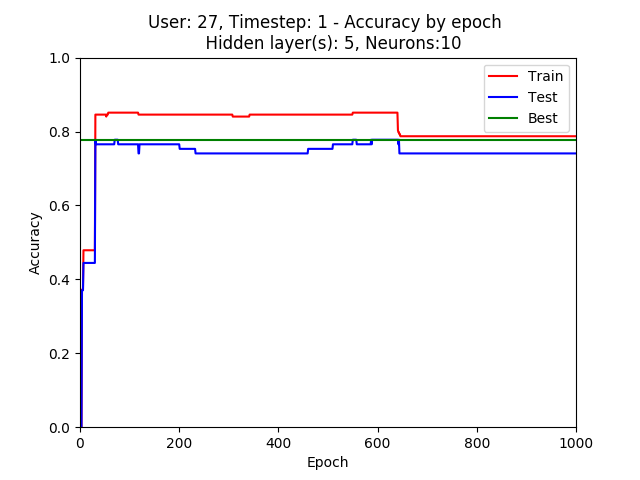 User: 27, Timestep: 1 - Accuracy by epoch
Hidden layer(s): 5, Neurons:10
1.0
0.8
0.6
0.4
0.2
0.0
Accuracy
Train
Test
Best
0 200 400 600 800 1000
Epoch